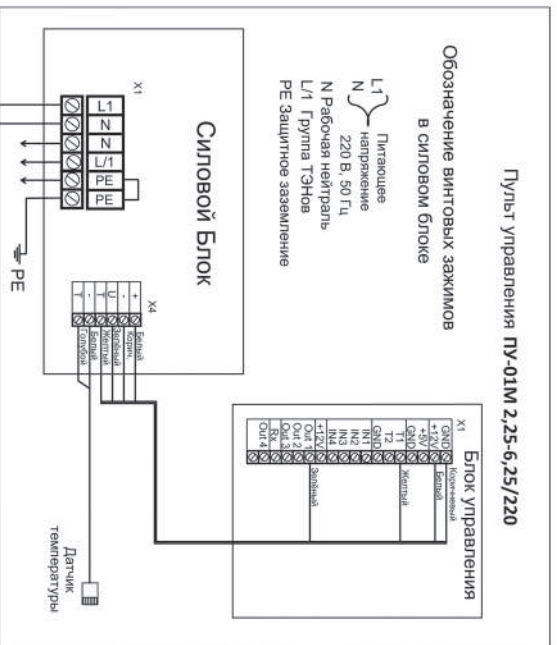 Пульт управления ПУ-01М 2,25-6,25/220
Обозначение винтовых зажимов
в силовом блоке
L1
N
Питающее
напряжение
220 В, 50 Гц
N Рабочая нейтраль
L/1 Группа ТЭНов
PE Защитное заземление
Силовой Блок
X1
L1
N
N
L/1
PE
PE
PE
X4
+
-
U
T
-
T
Белый
Корич.
Зелёный
Желтый
Белый
Голубой
Блок управления
X1
GND
+12V
+5V
GND
T1
T2
GND
IN1
IN2
IN3
IN4
+12V
Out 1
Out 2
Out 3
Rx
Out 4
Коричневый
Белый
Желтый
Зелёный
Датчик
температуры